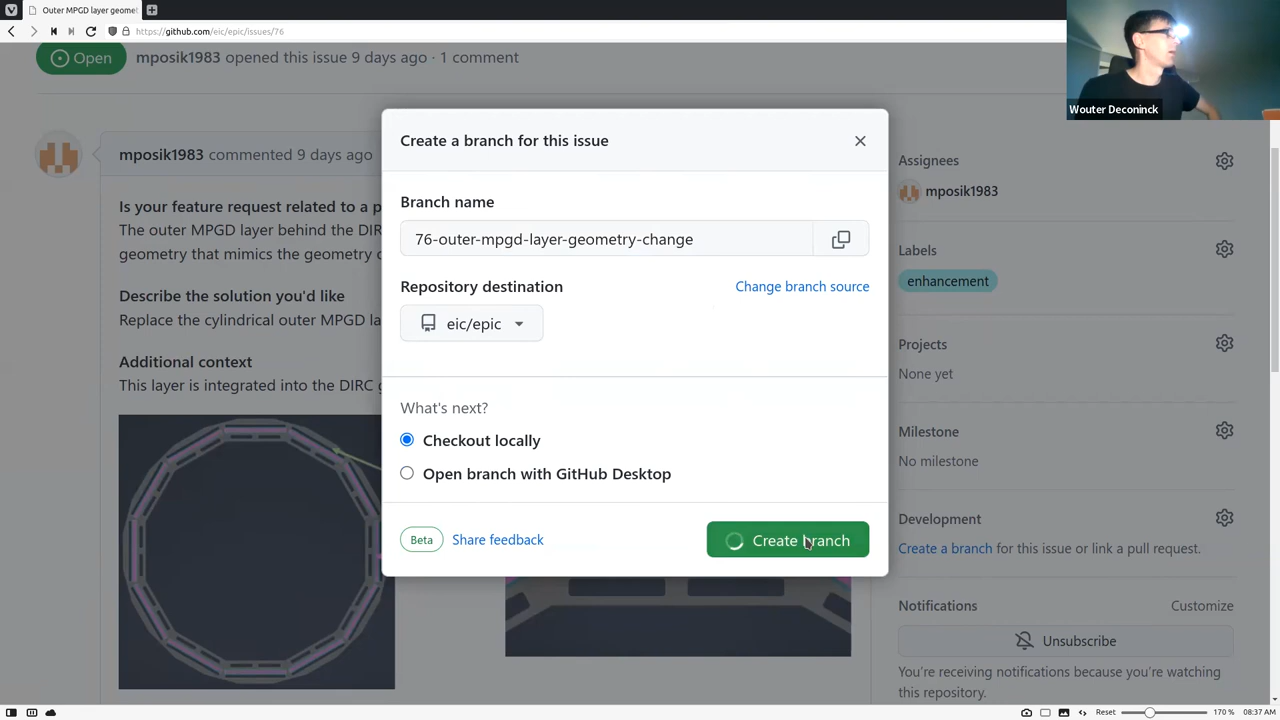 Outer MPGD layer geomet
https://github.com/eic/epic/issues/76
Open
mposik1983 opened this issue 9 days ago · 1 comment
Wouter Deconinck
mposik1983 commented 9 days ago
Is your feature request related to a p
The outer MPGD layer behind the DIRC
geometry that mimics the geometry o
Describe the solution you'd like
Replace the cylindrical outer MPGD la
Additional context
This layer is integrated into the DIRC g
Create a branch for this issue
Branch name
76-outer-mpgd-layer-geometry-change
Repository destination
Change branch source
eic/epic
What's next?
Checkout locally
Open branch with GitHub Desktop
Beta
Share feedback
Create branch
Assignees
mposik1983
Labels
enhancement
Projects
None yet
Milestone
No milestone
Development
Create a branch for this issue or link a pull request.
Notifications
Customize
Unsubscribe
You're receiving notifications because you're watching
this repository.
Reset
170 %
08:37 AM